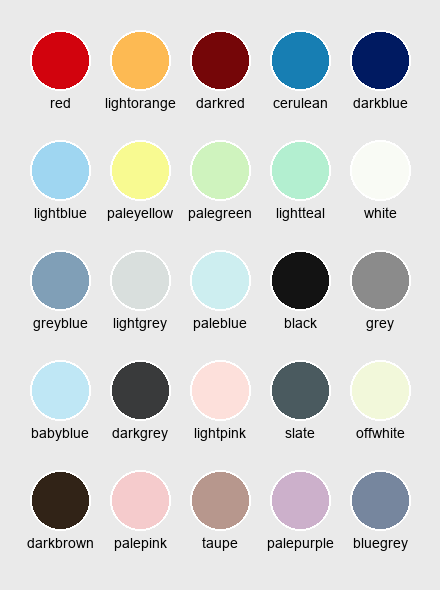 red lightorange darkred cerulean darkblue
lightblue paleyellow palegreen lightteal white
greyblue lightgrey paleblue black grey
babyblue darkgrey lightpink slate offwhite
darkbrown palepink taupe palepurple bluegrey